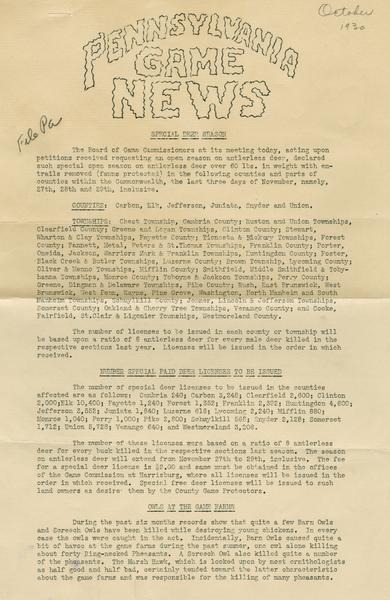 October
1930
PENNSYLVANIA
GAME
NEWS
File Pa
SPECIAL DEER SEASON
The Board of Game Commissioners at its meeting today, acting upon
petitions received requesting an open season on antlerless deer, declared
such special open season on antlerless deer over 60 lbs. in weight with en-
trails removed (fawns protected) in the following counties and parts of
counties within the Commonwealth, the last three days of November, namely,
27th, 28th and 29th, inclusive.
COUNTIES: Carbon, Elk, Jefferson, Juniata, Snyder and Union.
TOWNSHIPS: Chest Township, Cambria County; Huston and Union Townships,
Clearfield County; Greene and Logan Townships, Clinton County; Stewart,
Wharton & Clay Townships, Fayette County; Tionesta & Hickory Townships, Forest
County; Fannett, Metal, Peters & St.Thomas Townships, Franklin County; Porter,
Oneida, Jackson, Warriors Mark & Franklin Townships, Huntingdon County; Foster,
Black Creek & Butler Townships, Luzerne County; Brown Township, Lycoming County
Oliver & Menno Townships, Mifflin County; Smithfield, Middle Smithfield & Toby-
hanna Townships, Monroe County; Toboyne & Jackson Townships, Perry County;
Greene, Dingman & Delaware Townships, Pike County; Rush, East Brunswick, West
Brunswick, West Penn, Wayne, Pine Grove, Washington, North Manheim and South
Manheim Townships, Schuylkill County; Jenner, Lincoln & Jefferson Townships,
Somerset County; Oakland & Cherry Tree Townships, Venango County; and Cooke,
Fairfield, St.Clair & Ligonier Townships, Westmoreland County.
The number of licenses to be issued in each county or township will
be based upon a ratio of 8 antlerless deer for every male deer killed in the
respective sections last year. Licenses will be issued in the order in which
received.
NUMBER SPECIAL PAID DEER LICENSES TO BE ISSUED
The number of special deer licenses to be issued in the counties
affected are as follows: Cambria 240; Carbon 3,248; Clearfield 2,600; Clinton
2,000; Elk 10,400; Fayette 1,240; Forest 1,332; Franklin 2,392; Huntingdon 4,600;
Jefferson 3,552; Juniata 1,840; Luzerne 616; Lycoming 2,240; Mifflin 880;
Monroe 1,040; Perry 1,000; Pike 2,800; Schuylkill 568; Snyder 2,128; Somerset
1,712; Union 5,728; Venango 640; and Westmoreland 3,208.
The number of these licenses were based on a ratio of 8 antlerless
deer for every buck killed in the respective sections last season. The season
on antlerless deer will extend from November 27th to 29th, inclusive. The fee
for a special deer license is $2.00 and same must be obtained in the offices
of the Game Commission at Harrisburg, where all licenses will be issued in the
order in which received. Special free deer licenses will be issued to such
land owners as desire them by the County Game Protectors.
OWLS AT THE GAME FARMS
During the past six months records show that quite a few Barn Owls
and Screech Owls have been killed while destroying young chickens. In every
case the owls were caught in the act. Incidentally, Barn Owls caused quite a
bit of havoc at the game farms during the past summer, one owl alone killing
about forty Ring-necked Pheasants. A Screech Owl also killed quite a number
of the pheasants. The Marsh Hawk, which is looked upon by most ornithologists
as half good and half bad, certainly tended toward the latter characteristic
about the game farms and was responsible for the killing of many pheasants.